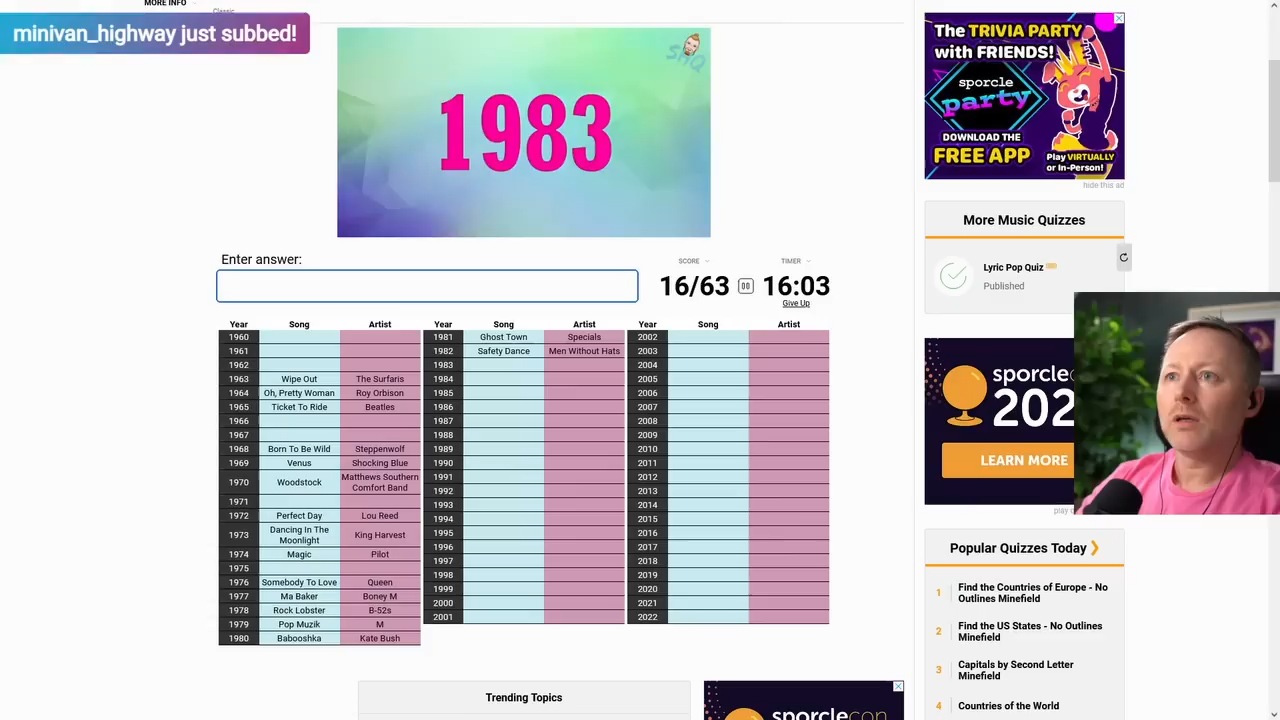 MORE INFO
Classic
minivan_highway just subbed!
SHQ
1983
Enter answer:
SCORE
16/63
TIMER
16:03
Give Up
Year Song Artist
1960
1961
1962
1963 Wipe Out The Surfaris
1964 Oh, Pretty Woman Roy Orbison
1965 Ticket To Ride Beatles
1966
1967
1968 Born To Be Wild Steppenwolf
1969 Venus Shocking Blue
1970 Woodstock Matthews Southern
Comfort Band
1971
1972 Perfect Day Lou Reed
1973 Dancing In The
Moonlight King Harvest
1974 Magic Pilot
1975
1976 Somebody To Love Queen
1977 Ma Baker Boney M
1978 Rock Lobster B-52s
1979 Pop Muzik M
1980 Babooshka Kate Bush
Year Song Artist
1981 Ghost Town Specials
1982 Safety Dance Men Without Hats
1983
1984
1985
1986
1987
1988
1989
1990
1991
1992
1993
1994
1995
1996
1997
1998
1999
2000
2001
Year Song Artist
2002
2003
2004
2005
2006
2007
2008
2009
2010
2011
2012
2013
2014
2015
2016
2017
2018
2019
2020
2021
2022
Trending Topics
sporclecon
The TRIVIA PARTY
with FRIENDS!
sporcle
party
DOWNLOAD THE
FREE APP
Play VIRTUALLY
or In-Person!
hide this ad
More Music Quizzes
Lyric Pop Quiz
Published
sporclec
202
LEARN MORE
Popular Quizzes Today
1 Find the Countries of Europe - No
Outlines Minefield
2 Find the US States - No Outlines
Minefield
3 Capitals by Second Letter
Minefield
4 Countries of the World